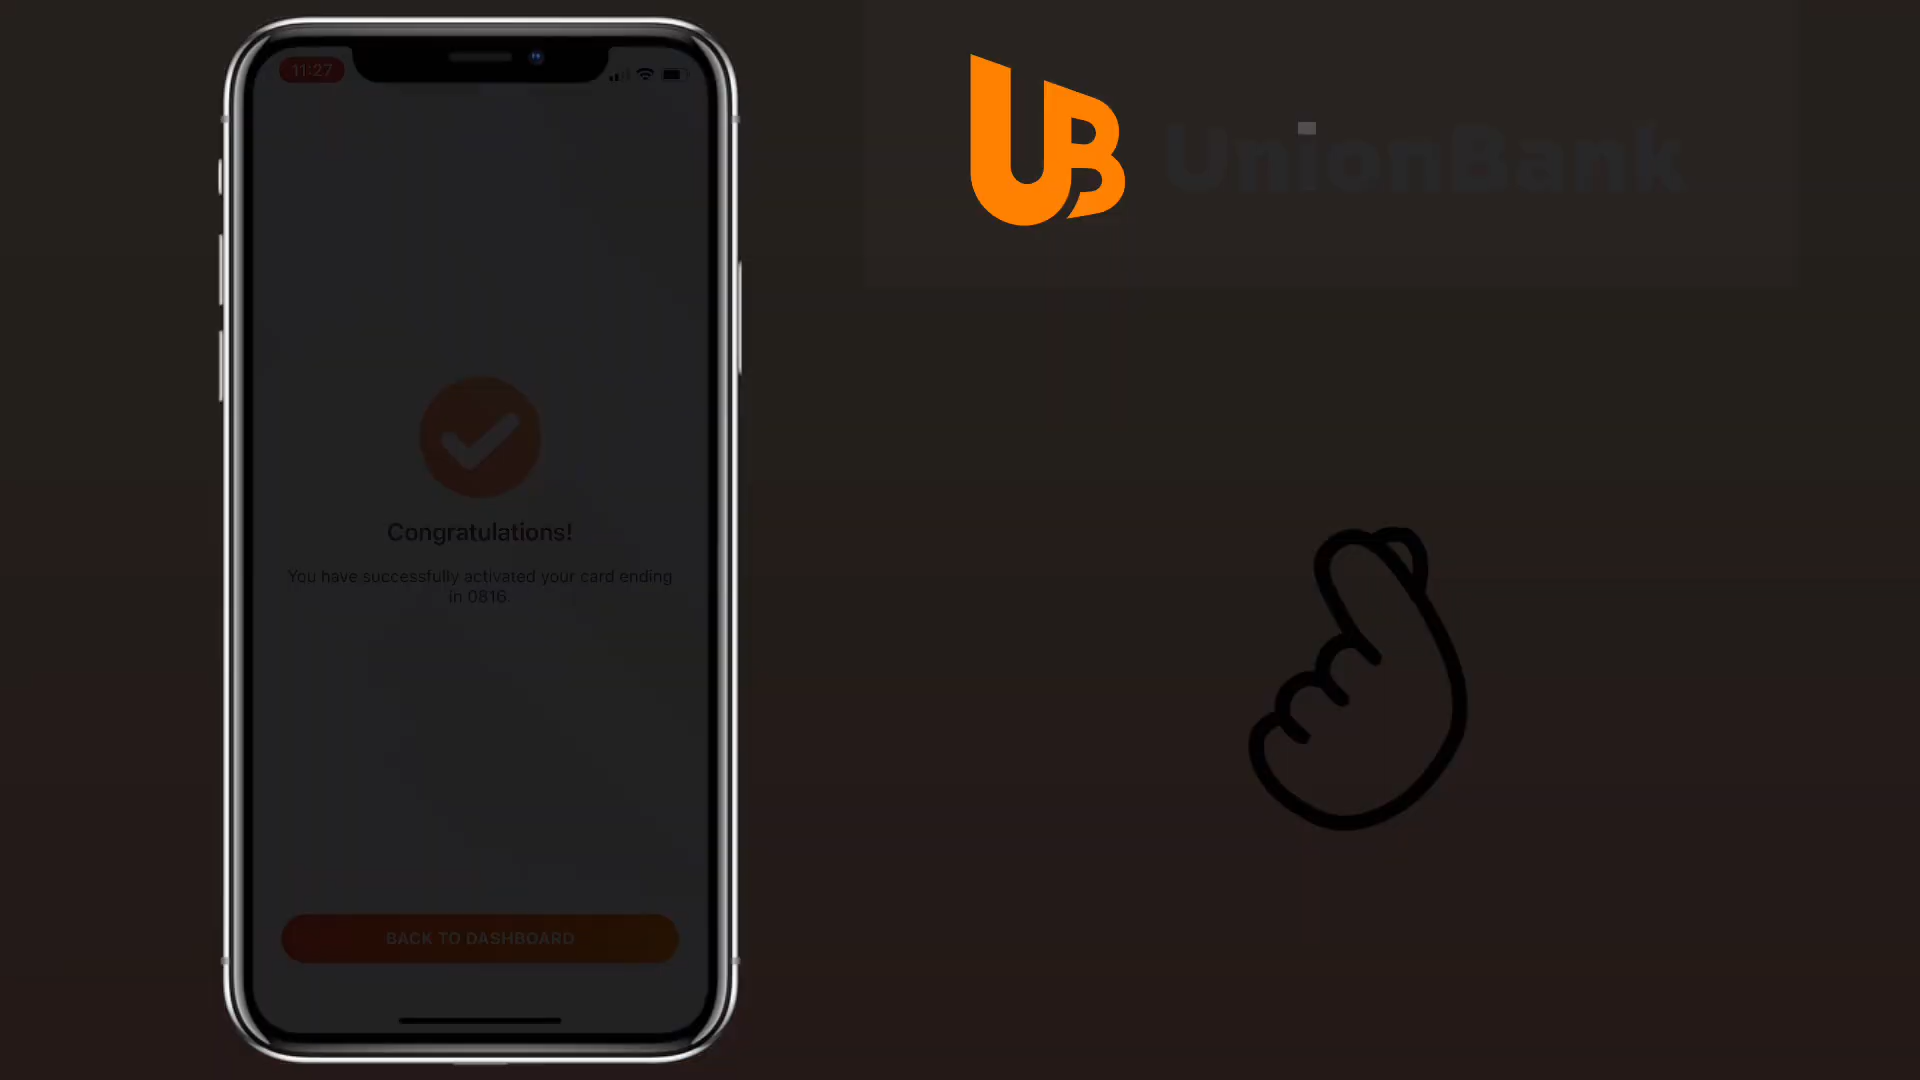 11:27
UB UnionBank
Congratulations!
You have successfully activated your card ending
in 0816.
BACK TO DASHBOARD